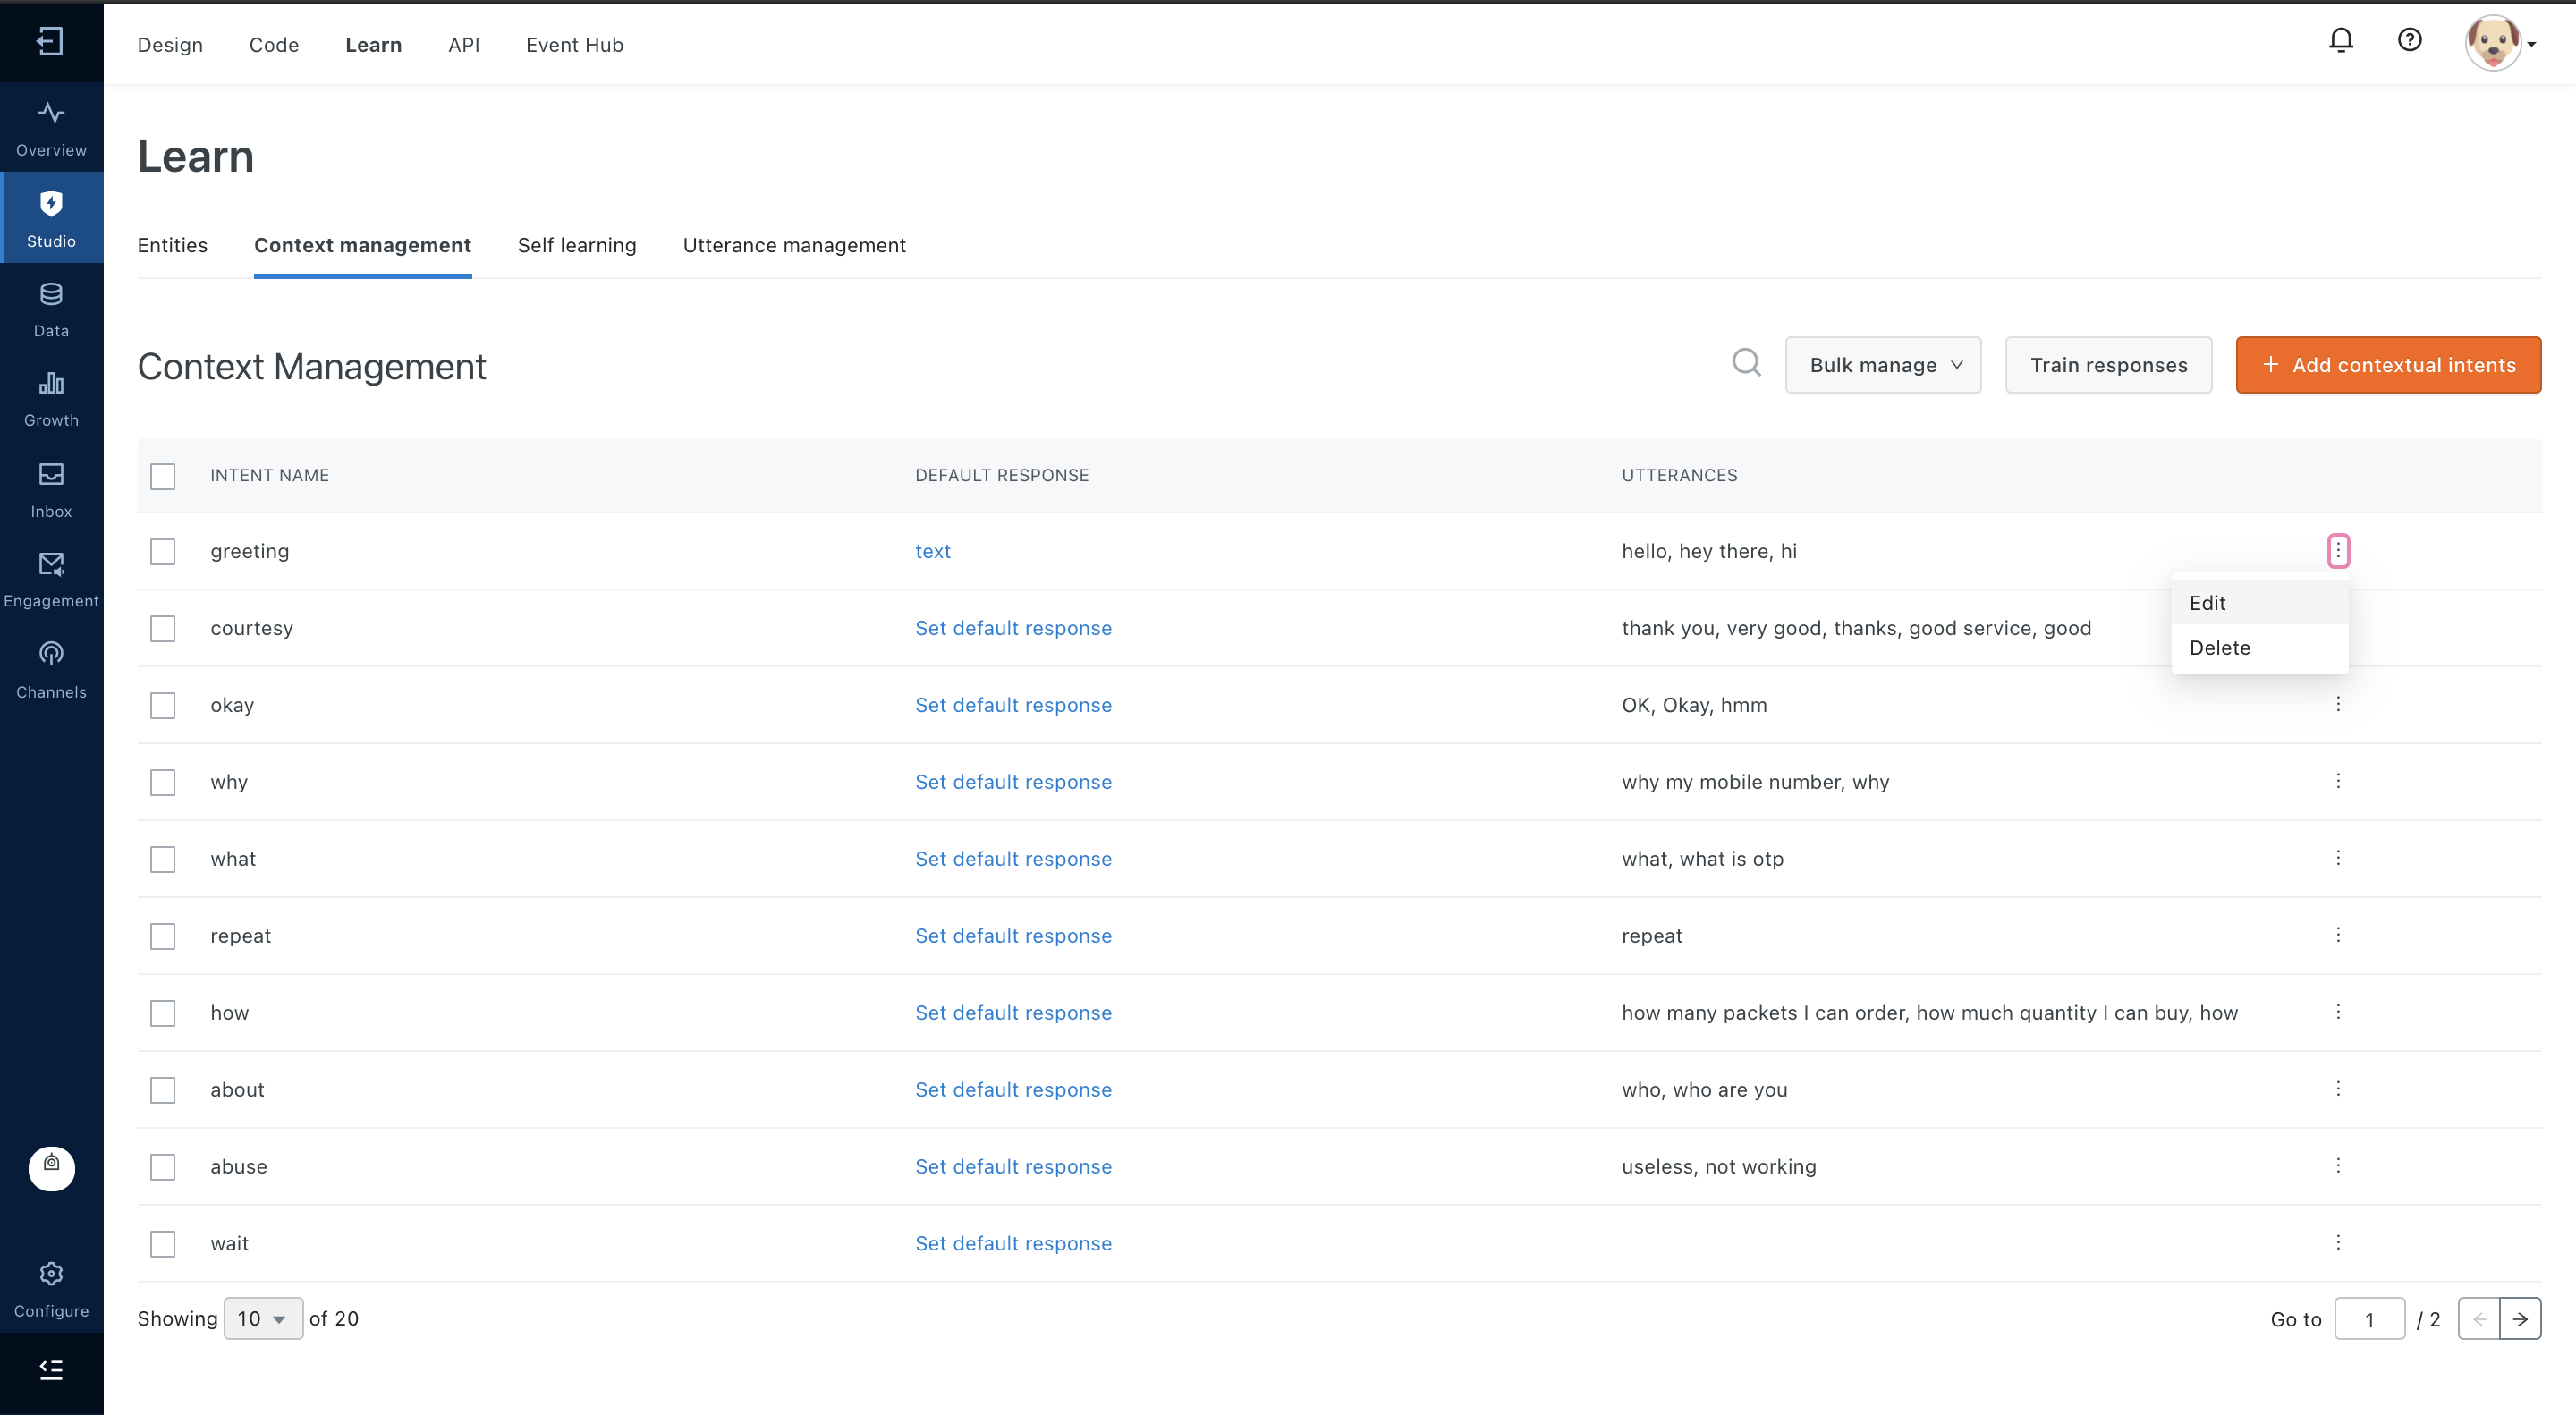 Design Code Learn API Event Hub
Overview
Studio
Data
Growth
Inbox
Engagement
Channels
Configure
Learn
Entities Context management Self learning Utterance management
Context Management
Bulk manage Train responses + Add contextual intents
INTENT NAME DEFAULT RESPONSE UTTERANCES
greeting text hello, hey there, hi
Edit
Delete
courtesy Set default response thank you, very good, thanks, good service, good
okay Set default response OK, Okay, hmm
why Set default response why my mobile number, why
what Set default response what, what is otp
repeat Set default response repeat
how Set default response how many packets I can order, how much quantity I can buy, how
about Set default response who, who are you
abuse Set default response useless, not working
wait Set default response
Showing 10 of 20 Go to 1 / 2